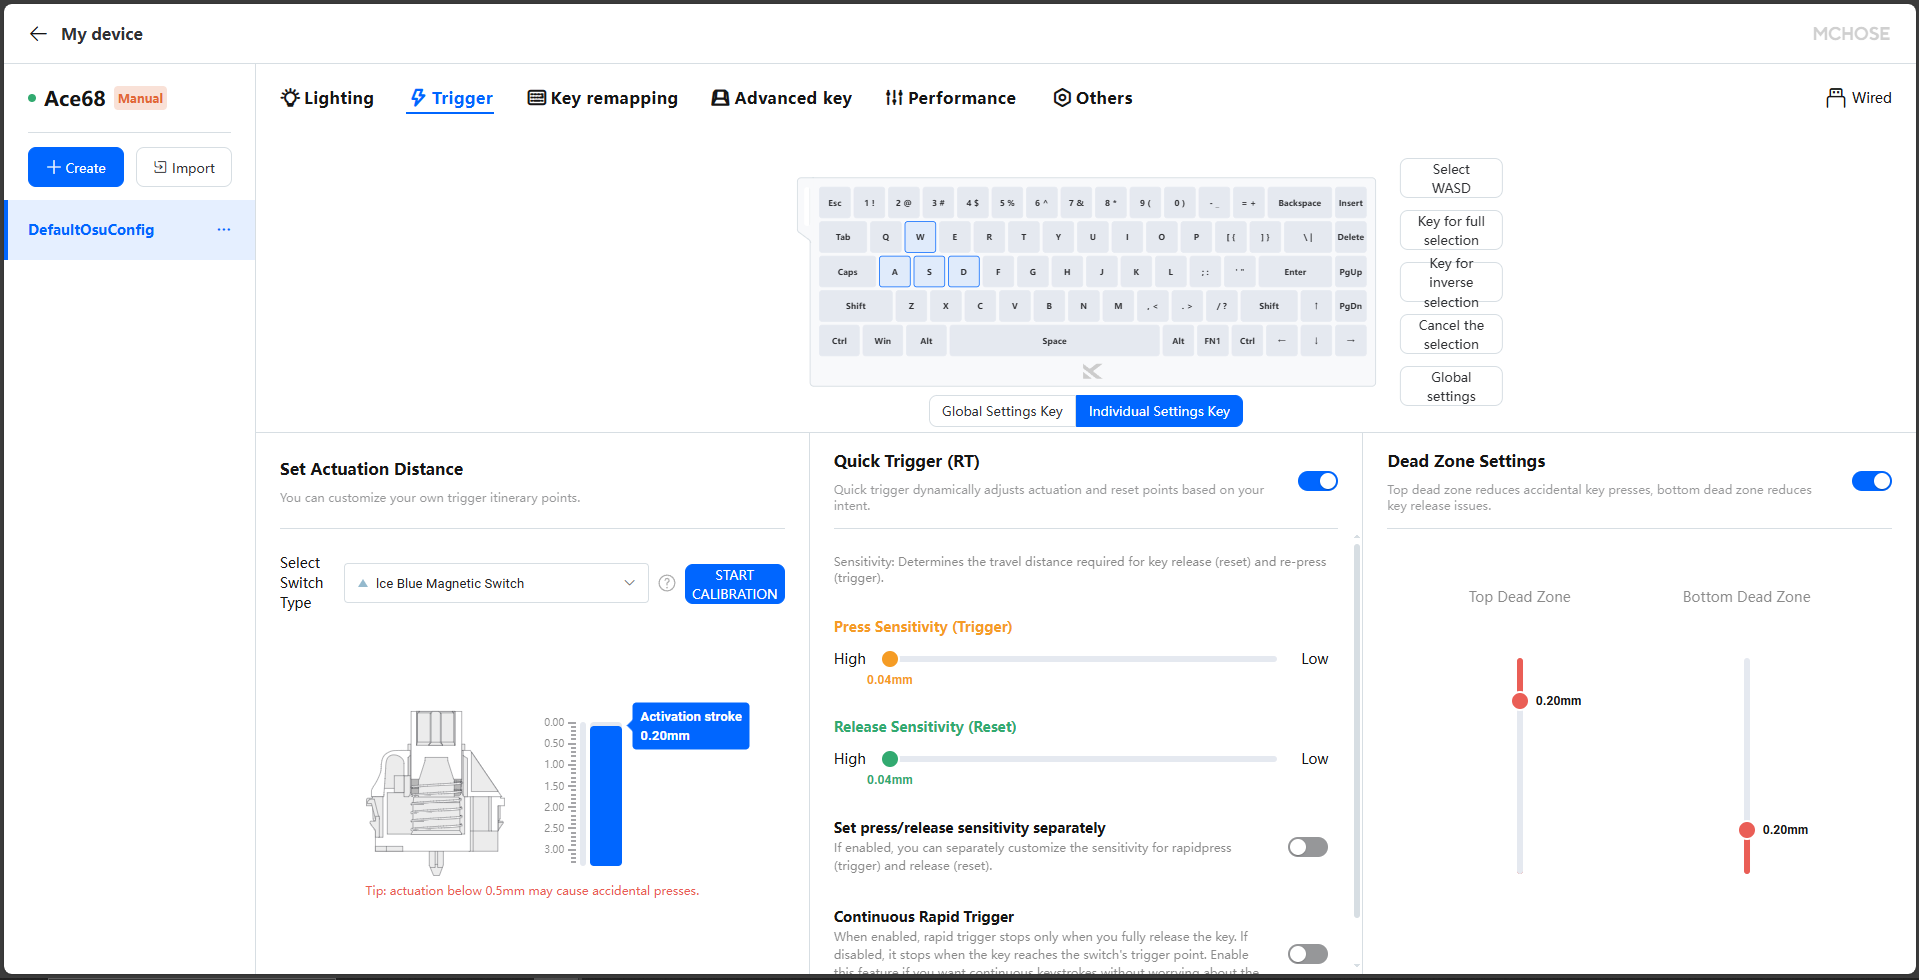 My device
MCHOSE
Ace68 Manual
Create
Import
DefaultOsuConfig
Lighting
Trigger
Key remapping
Advanced key
Performance
Others
Wired
Esc 1 ! 2 @ 3 # 4 $ 5 % 6 ^ 7 & 8 * 9 ( 0 ) - _ = + Backspace Insert
Tab Q W E R T Y U I O P [ { ] } \ | Delete
Caps A S D F G H J K L ; : ' " Enter PgUp
Shift Z X C V B N M , < . > / ? Shift ↑ PgDn
Ctrl Win Alt Space Alt FN1 Ctrl ← ↓ →
Select
WASD
Key for full
selection
Key for
inverse
selection
Cancel the
selection
Global
settings
Global Settings Key
Individual Settings Key
Set Actuation Distance
You can customize your own trigger itinerary points.
Select
Switch
Type
Ice Blue Magnetic Switch
?
START
CALIBRATION
0.00
0.50
1.00
1.50
2.00
2.50
3.00
Activation stroke
0.20mm
Tip: actuation below 0.5mm may cause accidental presses.
Quick Trigger (RT)
Quick trigger dynamically adjusts actuation and reset points based on your
intent.
Sensitivity: Determines the travel distance required for key release (reset) and re-press
(trigger).
Press Sensitivity (Trigger)
High Low
0.04mm
Release Sensitivity (Reset)
High Low
0.04mm
Set press/release sensitivity separately
If enabled, you can separately customize the sensitivity for rapidpress
(trigger) and release (reset).
Continuous Rapid Trigger
When enabled, rapid trigger stops only when you fully release the key. If
disabled, it stops when the key reaches the switch's trigger point. Enable
this feature if you want continuous keystrokes without worrying about the
Dead Zone Settings
Top dead zone reduces accidental key presses, bottom dead zone reduces
key release issues.
Top Dead Zone
Bottom Dead Zone
0.20mm
0.20mm